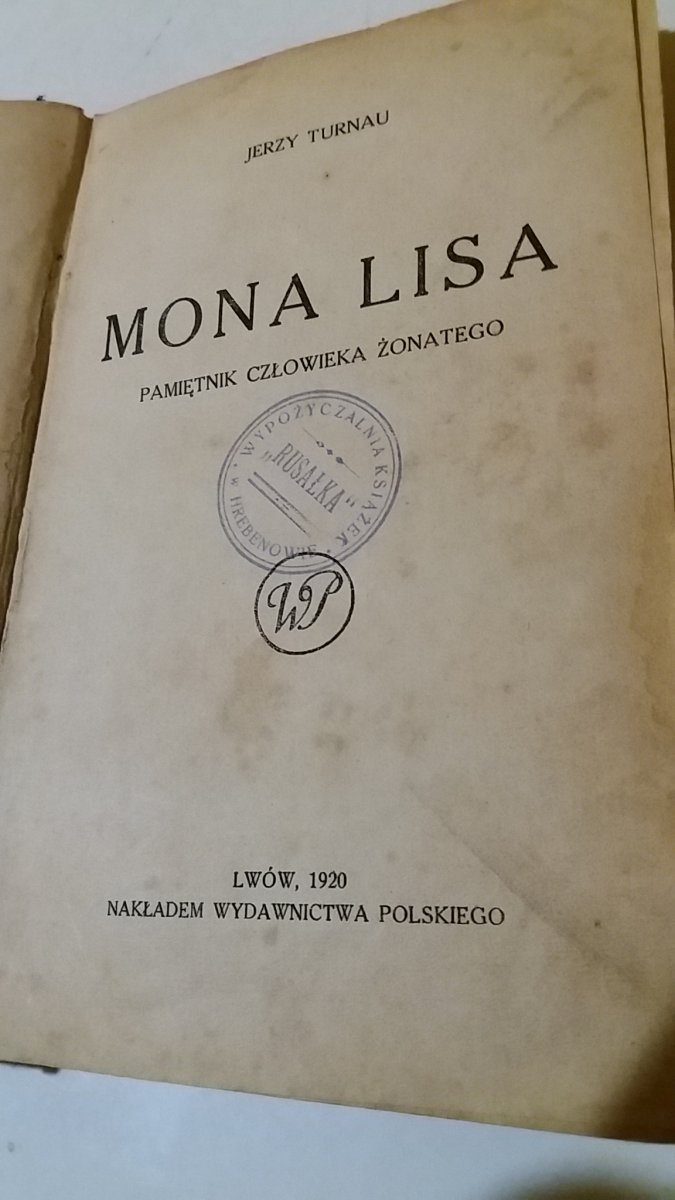 JERZY TURNAU
MONA LISA
PAMIĘTNIK CZŁOWIEKA ŻONATEGO
• WYPOŻYCZALNIA KSIĄŻEK •
„RUSAŁKA"
w HREBENOWIE
WP
LWÓW, 1920
NAKŁADEM WYDAWNICTWA POLSKIEGO